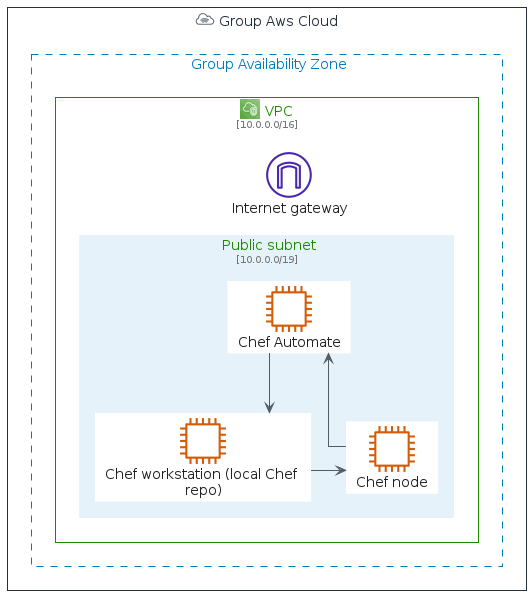 Group Aws Cloud
Group Availability Zone
VPC
[10.0.0.0/16]
Internet gateway
Public subnet
[10.0.0.0/19]
Chef Automate
Chef workstation (local Chef
repo)
Chef node